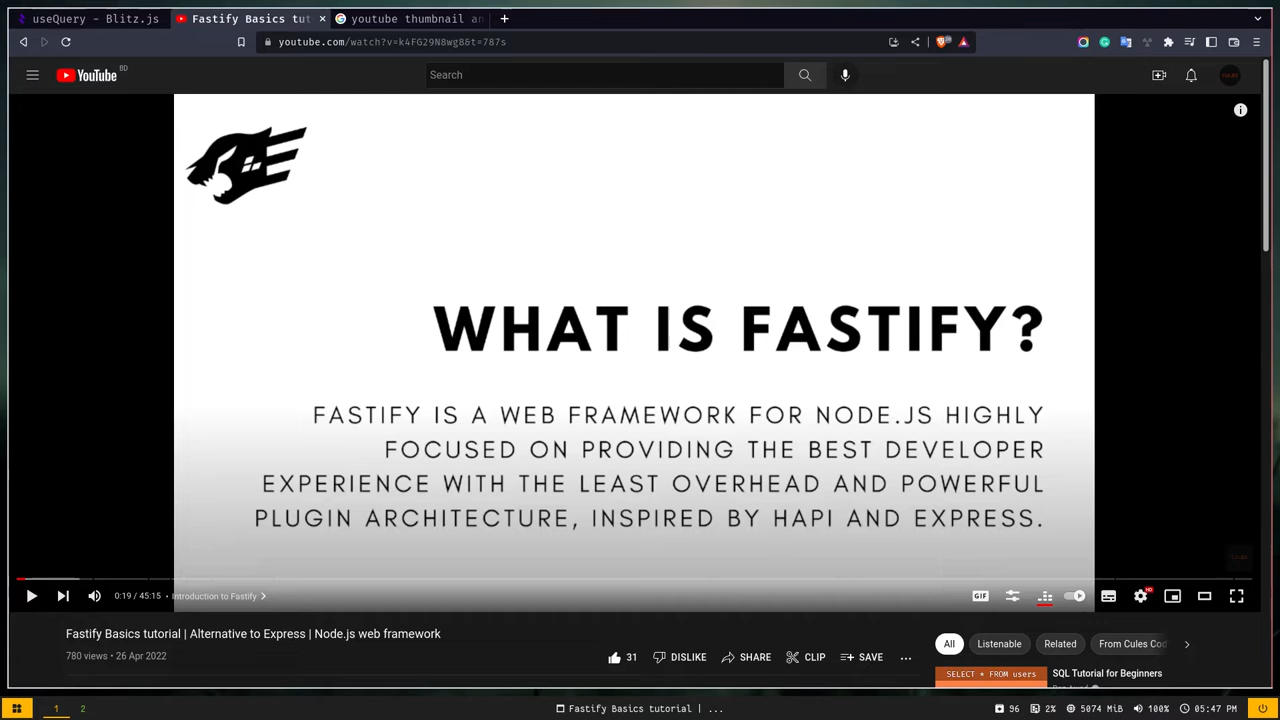 useQuery - Blitz.js
Fastify Basics tut
youtube thumbnail an
youtube.com/watch?v=k4FG29N8wg8&t=787s
YouTube BD
Search
WHAT IS FASTIFY?
FASTIFY IS A WEB FRAMEWORK FOR NODE.JS HIGHLY
FOCUSED ON PROVIDING THE BEST DEVELOPER
EXPERIENCE WITH THE LEAST OVERHEAD AND POWERFUL
PLUGIN ARCHITECTURE, INSPIRED BY HAPI AND EXPRESS.
0:19 / 45:15 • Introduction to Fastify
GIF
HD
Fastify Basics tutorial | Alternative to Express | Node.js web framework
780 views • 26 Apr 2022
31 DISLIKE SHARE CLIP SAVE
All Listenable Related From Cules Cod
SELECT * FROM users
SQL Tutorial for Beginners
1 2
Fastify Basics tutorial | ...
96 2% 5074 MiB 100% 05:47 PM